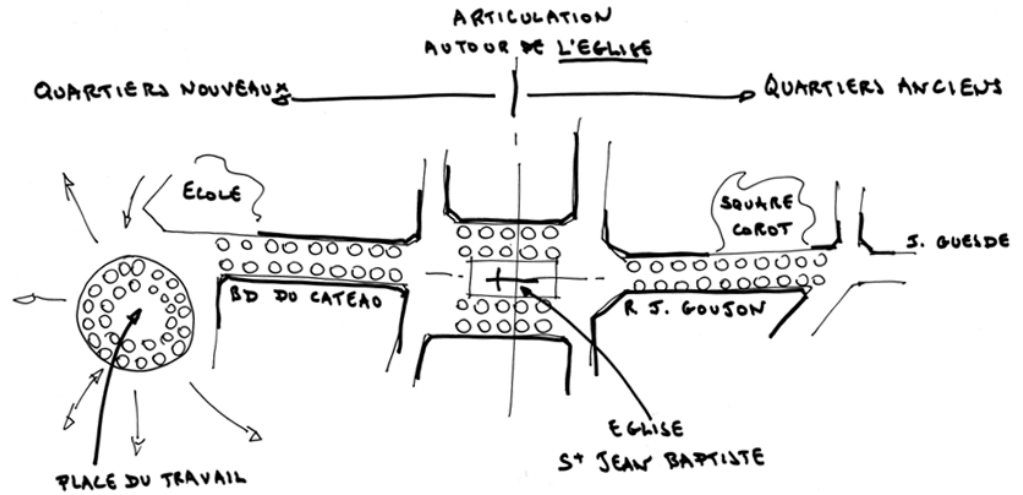 ARTICULATION
AUTOUR DE L'EGLISE
QUARTIERS NOUVEAUX
QUARTIERS ANCIENS
ECOLE
SQUARE
COROT
J. GUESDE
BD DU CATEAU
R J. GOUJON
EGLISE
St JEAN BAPTISTE
PLACE DU TRAVAIL